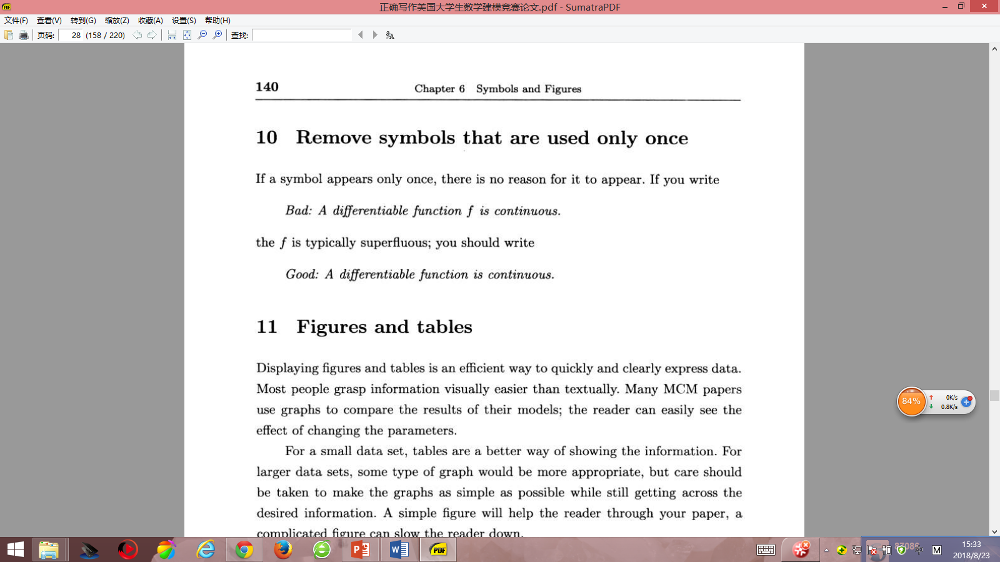 正确写作美国大学生数学建模竞赛论文.pdf - SumatraPDF
文件(F) 查看(V) 转到(G) 缩放(Z) 收藏(A) 设置(S) 帮助(H)
页码: 28 (158 / 220) 查找:
140 Chapter 6 Symbols and Figures
10 Remove symbols that are used only once
If a symbol appears only once, there is no reason for it to appear. If you write
Bad: A differentiable function f is continuous.
the f is typically superfluous; you should write
Good: A differentiable function is continuous.
11 Figures and tables
Displaying figures and tables is an efficient way to quickly and clearly express data.
Most people grasp information visually easier than textually. Many MCM papers
use graphs to compare the results of their models; the reader can easily see the
effect of changing the parameters.
For a small data set, tables are a better way of showing the information. For
larger data sets, some type of graph would be more appropriate, but care should
be taken to make the graphs as simple as possible while still getting across the
desired information. A simple figure will help the reader through your paper, a
complicated figure can slow the reader down.
84%
0K/s
0.8K/s
PDF
中 M
15:33
2018/8/23